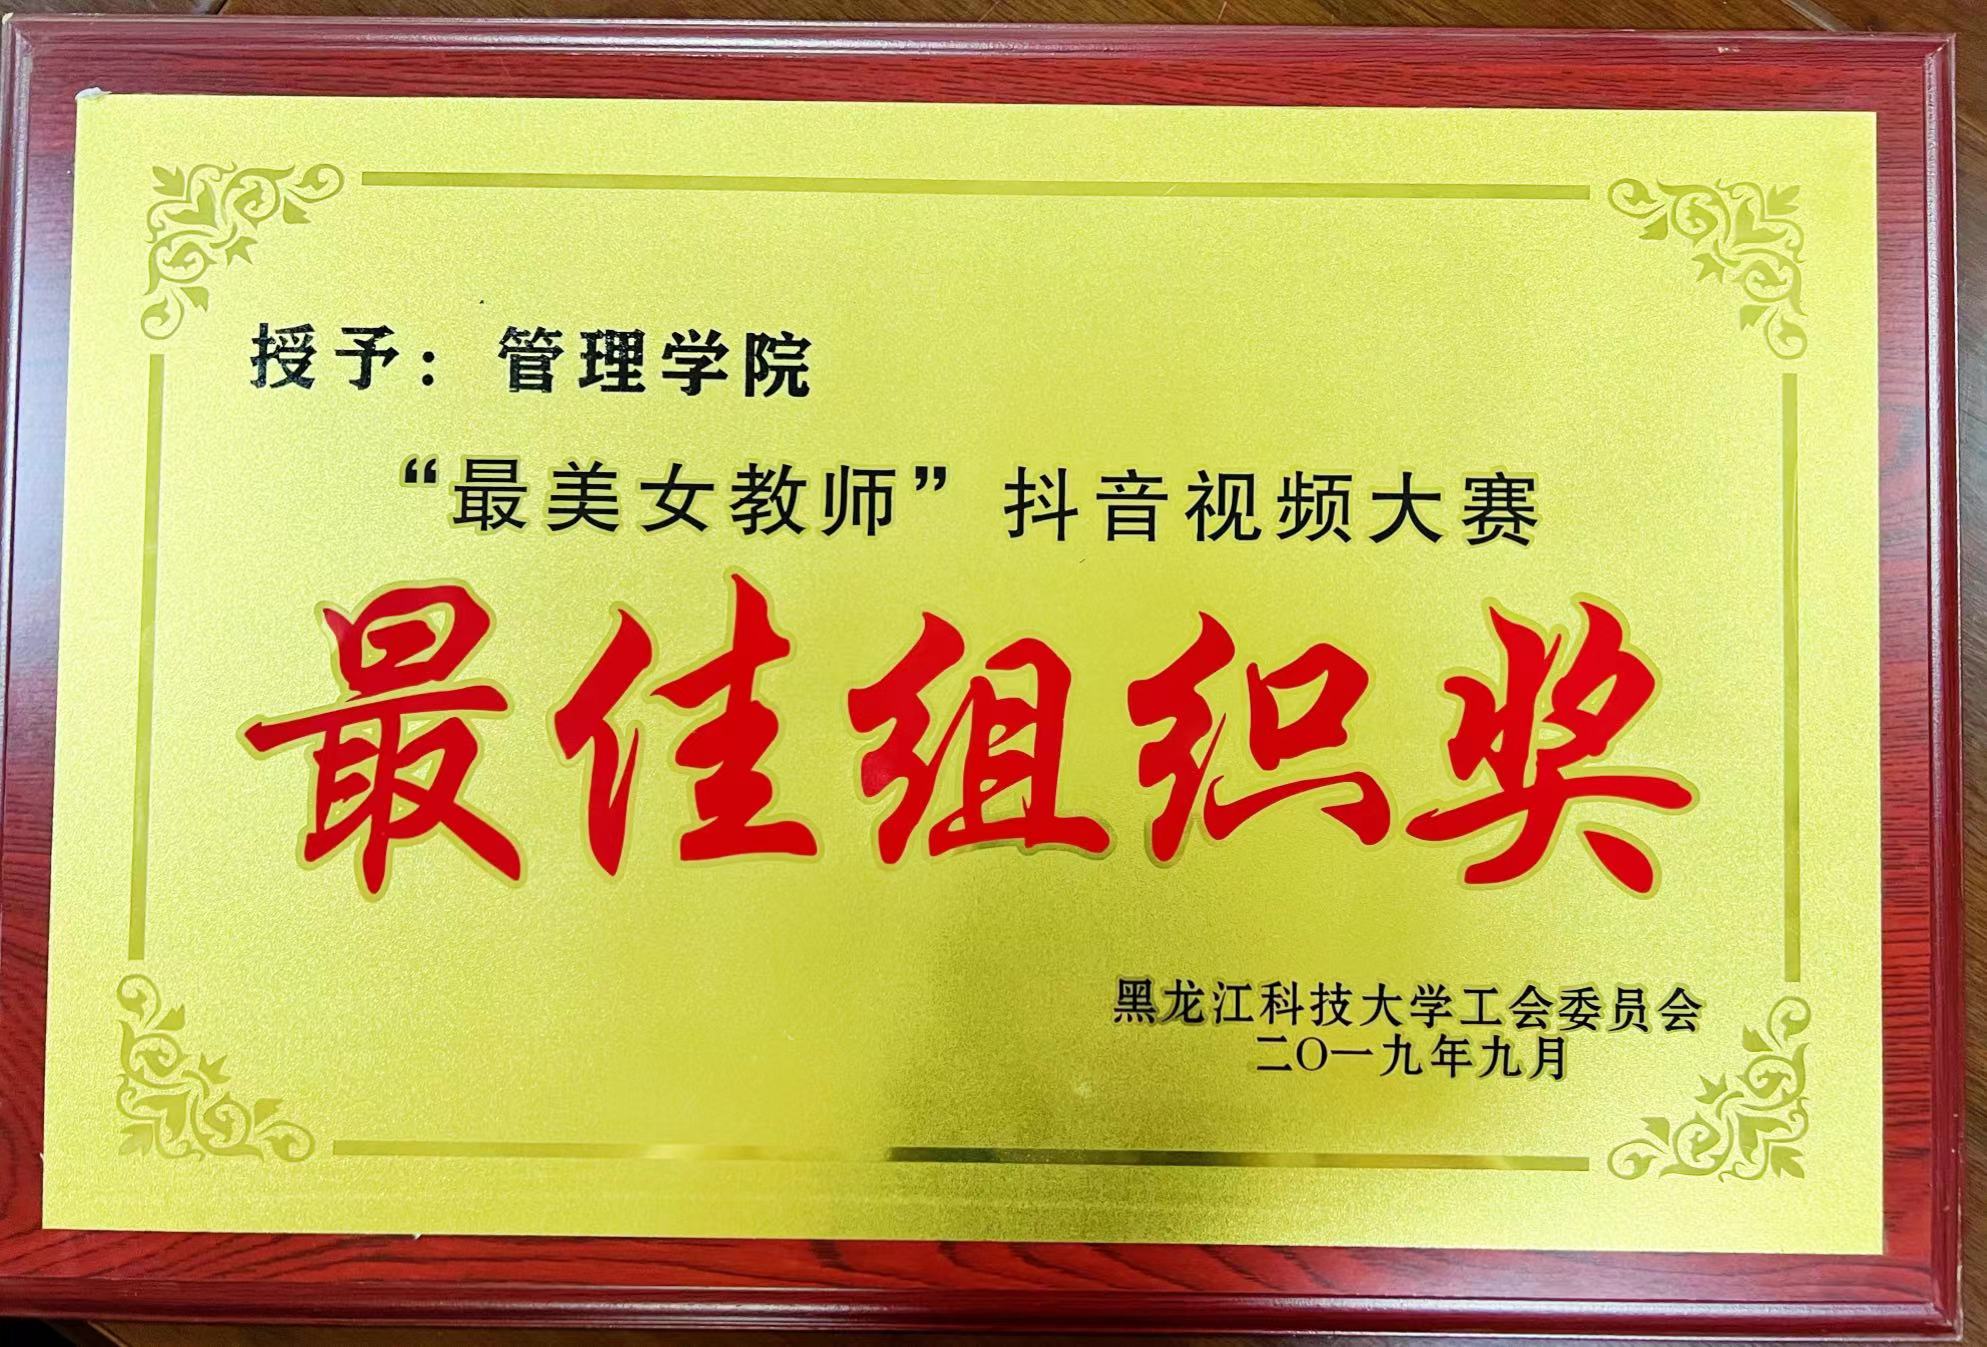 授予：管理学院
“最美女教师”抖音视频大赛
最佳组织奖
黑龙江科技大学工会委员会
二〇一九年九月